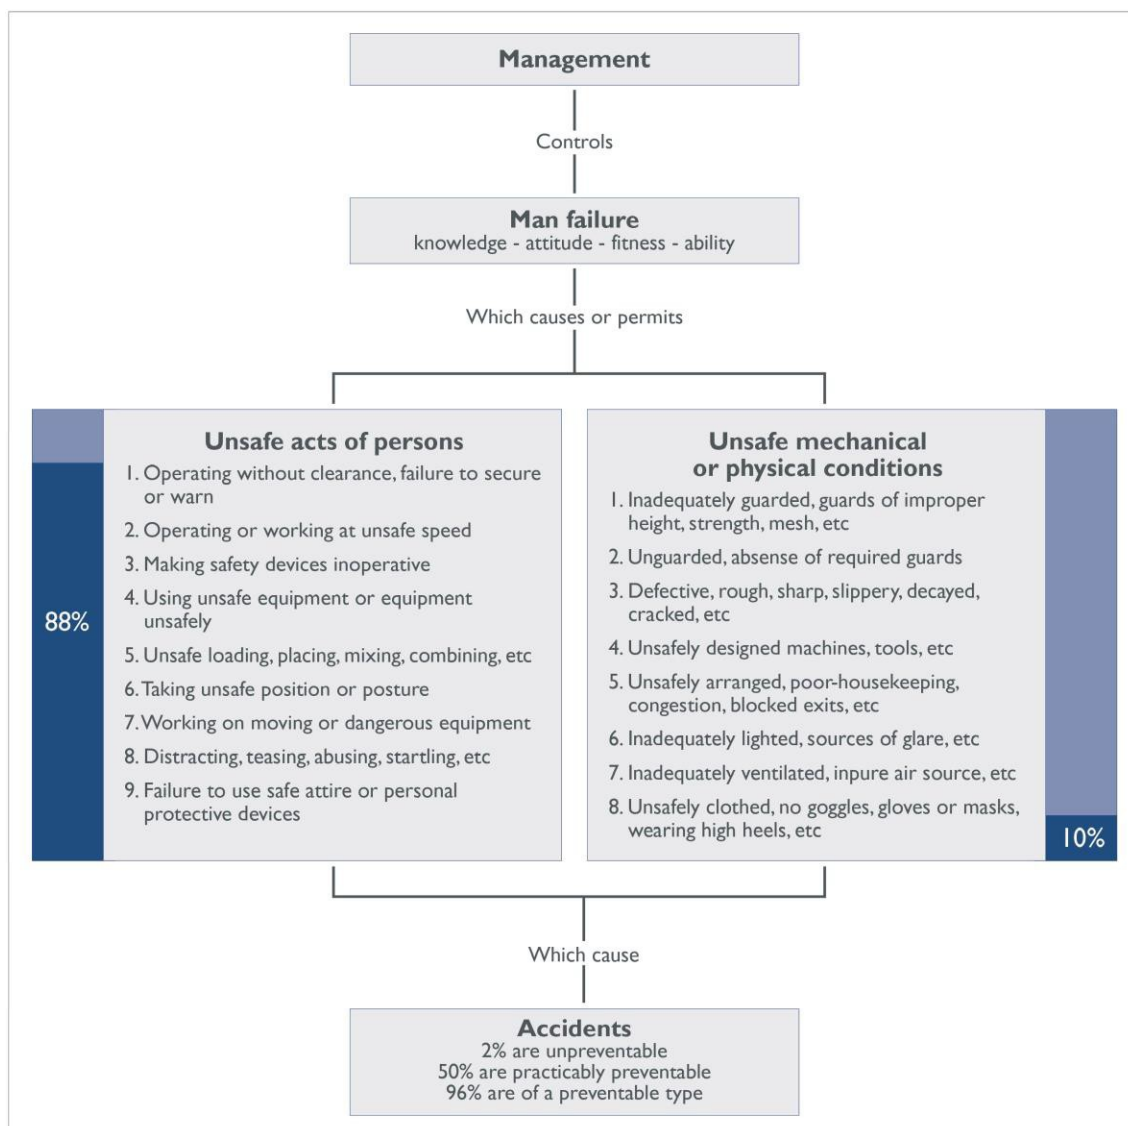 Management
Controls
Man failure
knowledge - attitude - fitness - ability
Which causes or permits
88%
Unsafe acts of persons
1. Operating without clearance, failure to secure
or warn
2. Operating or working at unsafe speed
3. Making safety devices inoperative
4. Using unsafe equipment or equipment
unsafely
5. Unsafe loading, placing, mixing, combining, etc
6. Taking unsafe position or posture
7. Working on moving or dangerous equipment
8. Distracting, teasing, abusing, startling, etc
9. Failure to use safe attire or personal
protective devices
Unsafe mechanical
or physical conditions
1. Inadequately guarded, guards of improper
height, strength, mesh, etc
2. Unguarded, absense of required guards
3. Defective, rough, sharp, slippery, decayed,
cracked, etc
4. Unsafely designed machines, tools, etc
5. Unsafely arranged, poor-housekeeping,
congestion, blocked exits, etc
6. Inadequately lighted, sources of glare, etc
7. Inadequately ventilated, inpure air source, etc
8. Unsafely clothed, no goggles, gloves or masks,
wearing high heels, etc
10%
Which cause
Accidents
2% are unpreventable
50% are practicably preventable
96% are of a preventable type